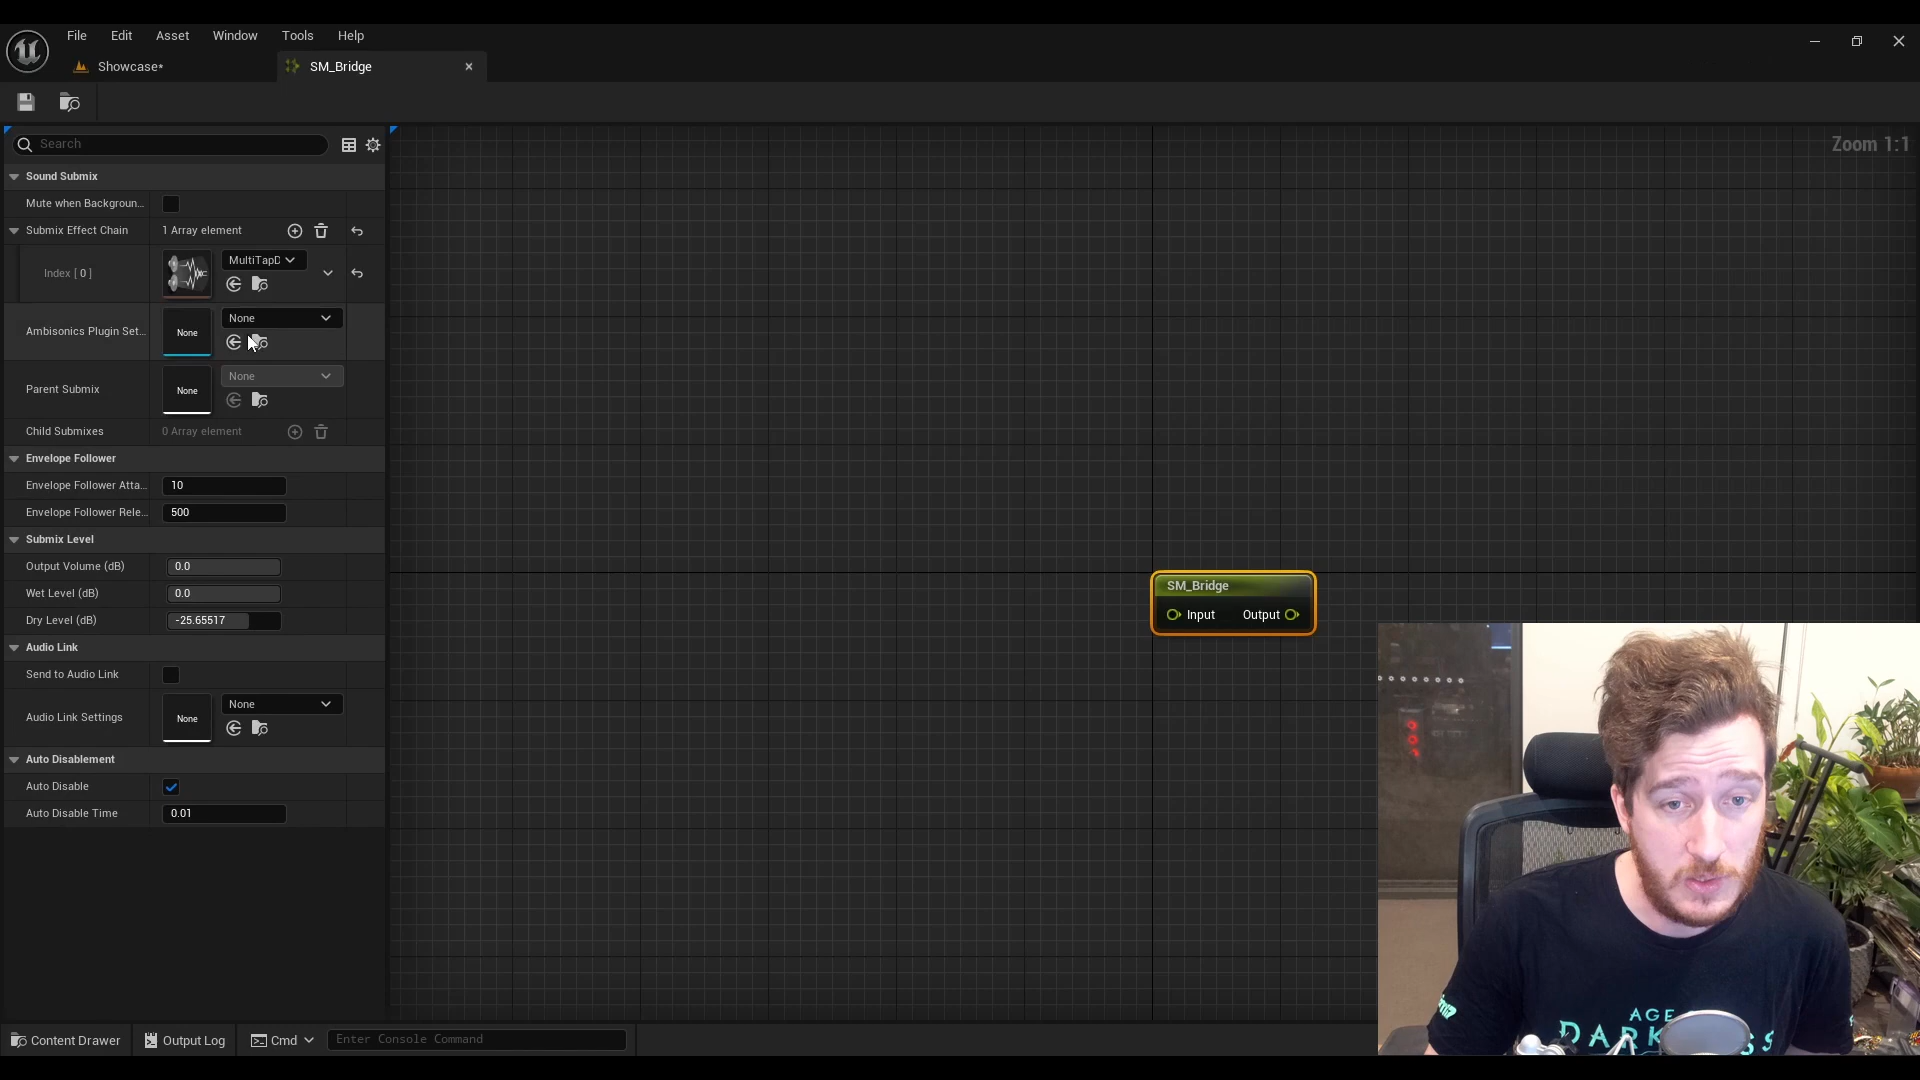 File Edit Asset Window Tools Help
Showcase* SM_Bridge
Search
Zoom 1:1
Sound Submix
Mute when Backgroun...
Submix Effect Chain 1 Array element
Index [ 0 ] MultiTapD
Ambisonics Plugin Set... None None
Parent Submix None None
Child Submixes 0 Array element
Envelope Follower
Envelope Follower Atta... 10
Envelope Follower Rele... 500
Submix Level
Output Volume (dB) 0.0
Wet Level (dB) 0.0
Dry Level (dB) -25.65517
Audio Link
Send to Audio Link
Audio Link Settings None None
Auto Disablement
Auto Disable
Auto Disable Time 0.01
SM_Bridge
Input Output
AGE
Content Drawer Output Log Cmd Enter Console Command